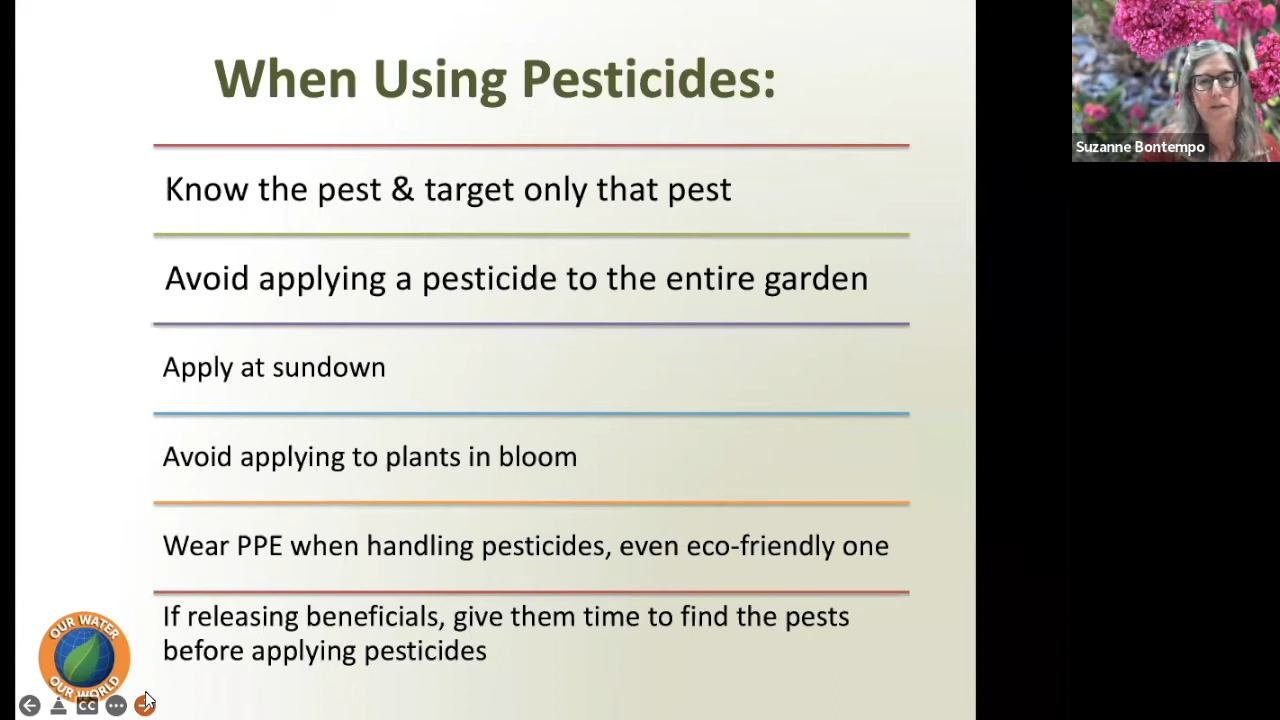 When Using Pesticides:
Know the pest & target only that pest
Avoid applying a pesticide to the entire garden
Apply at sundown
Avoid applying to plants in bloom
Wear PPE when handling pesticides, even eco-friendly one
If releasing beneficials, give them time to find the pests
before applying pesticides
OUR WATER
OUR WORLD
CC
Suzanne Bontempo